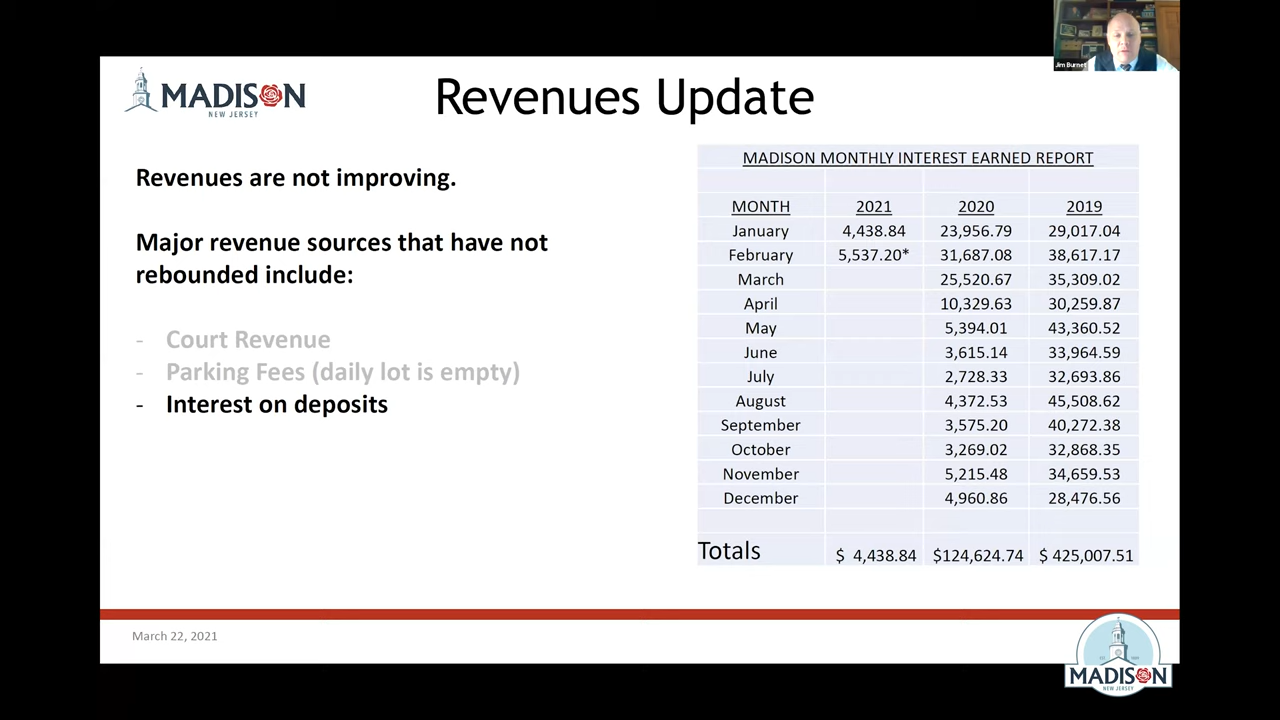 Jim Burnet
MADISON
NEW JERSEY
Revenues Update
Revenues are not improving.
Major revenue sources that have not
rebounded include:
- Court Revenue
- Parking Fees (daily lot is empty)
- Interest on deposits
MADISON MONTHLY INTEREST EARNED REPORT
MONTH 2021 2020 2019
January 4,438.84 23,956.79 29,017.04
February 5,537.20* 31,687.08 38,617.17
March 25,520.67 35,309.02
April 10,329.63 30,259.87
May 5,394.01 43,360.52
June 3,615.14 33,964.59
July 2,728.33 32,693.86
August 4,372.53 45,508.62
September 3,575.20 40,272.38
October 3,269.02 32,868.35
November 5,215.48 34,659.53
December 4,960.86 28,476.56
Totals $ 4,438.84 $124,624.74 $ 425,007.51
March 22, 2021
MADISON
NEW JERSEY